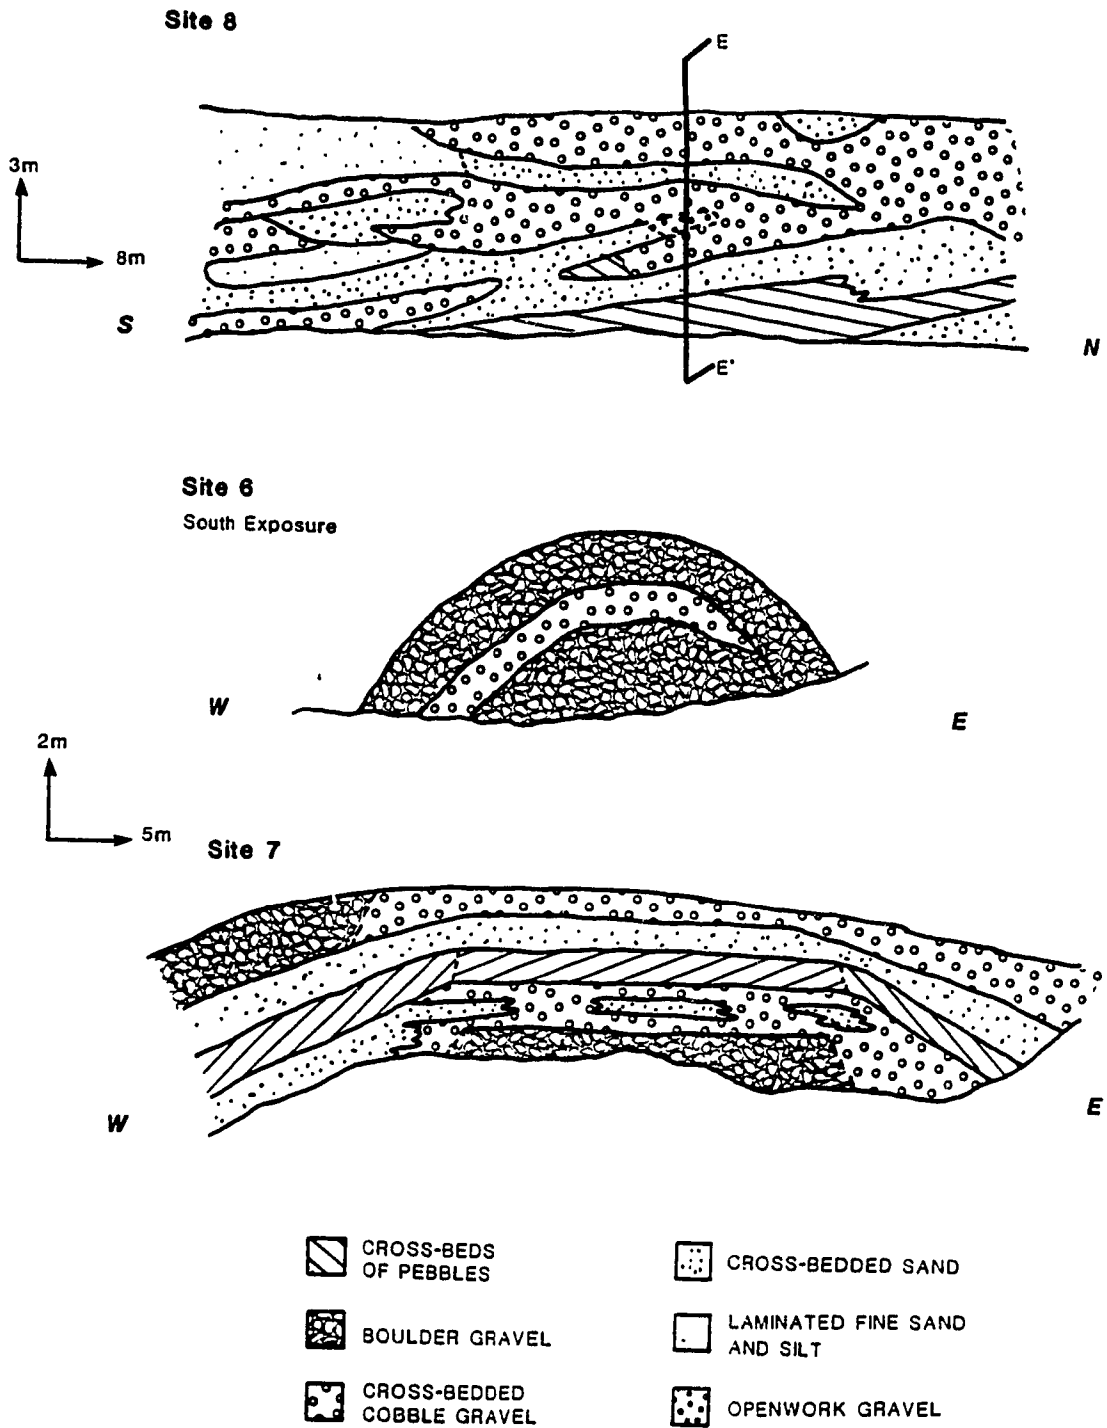 Site 8
E
3m
8m
S
E'
N
Site 6
South Exposure
W
E
2m
5m
Site 7
W
E
CROSS-BEDS
OF PEBBLES
CROSS-BEDDED SAND
BOULDER GRAVEL
LAMINATED FINE SAND
AND SILT
CROSS-BEDDED
COBBLE GRAVEL
OPENWORK GRAVEL